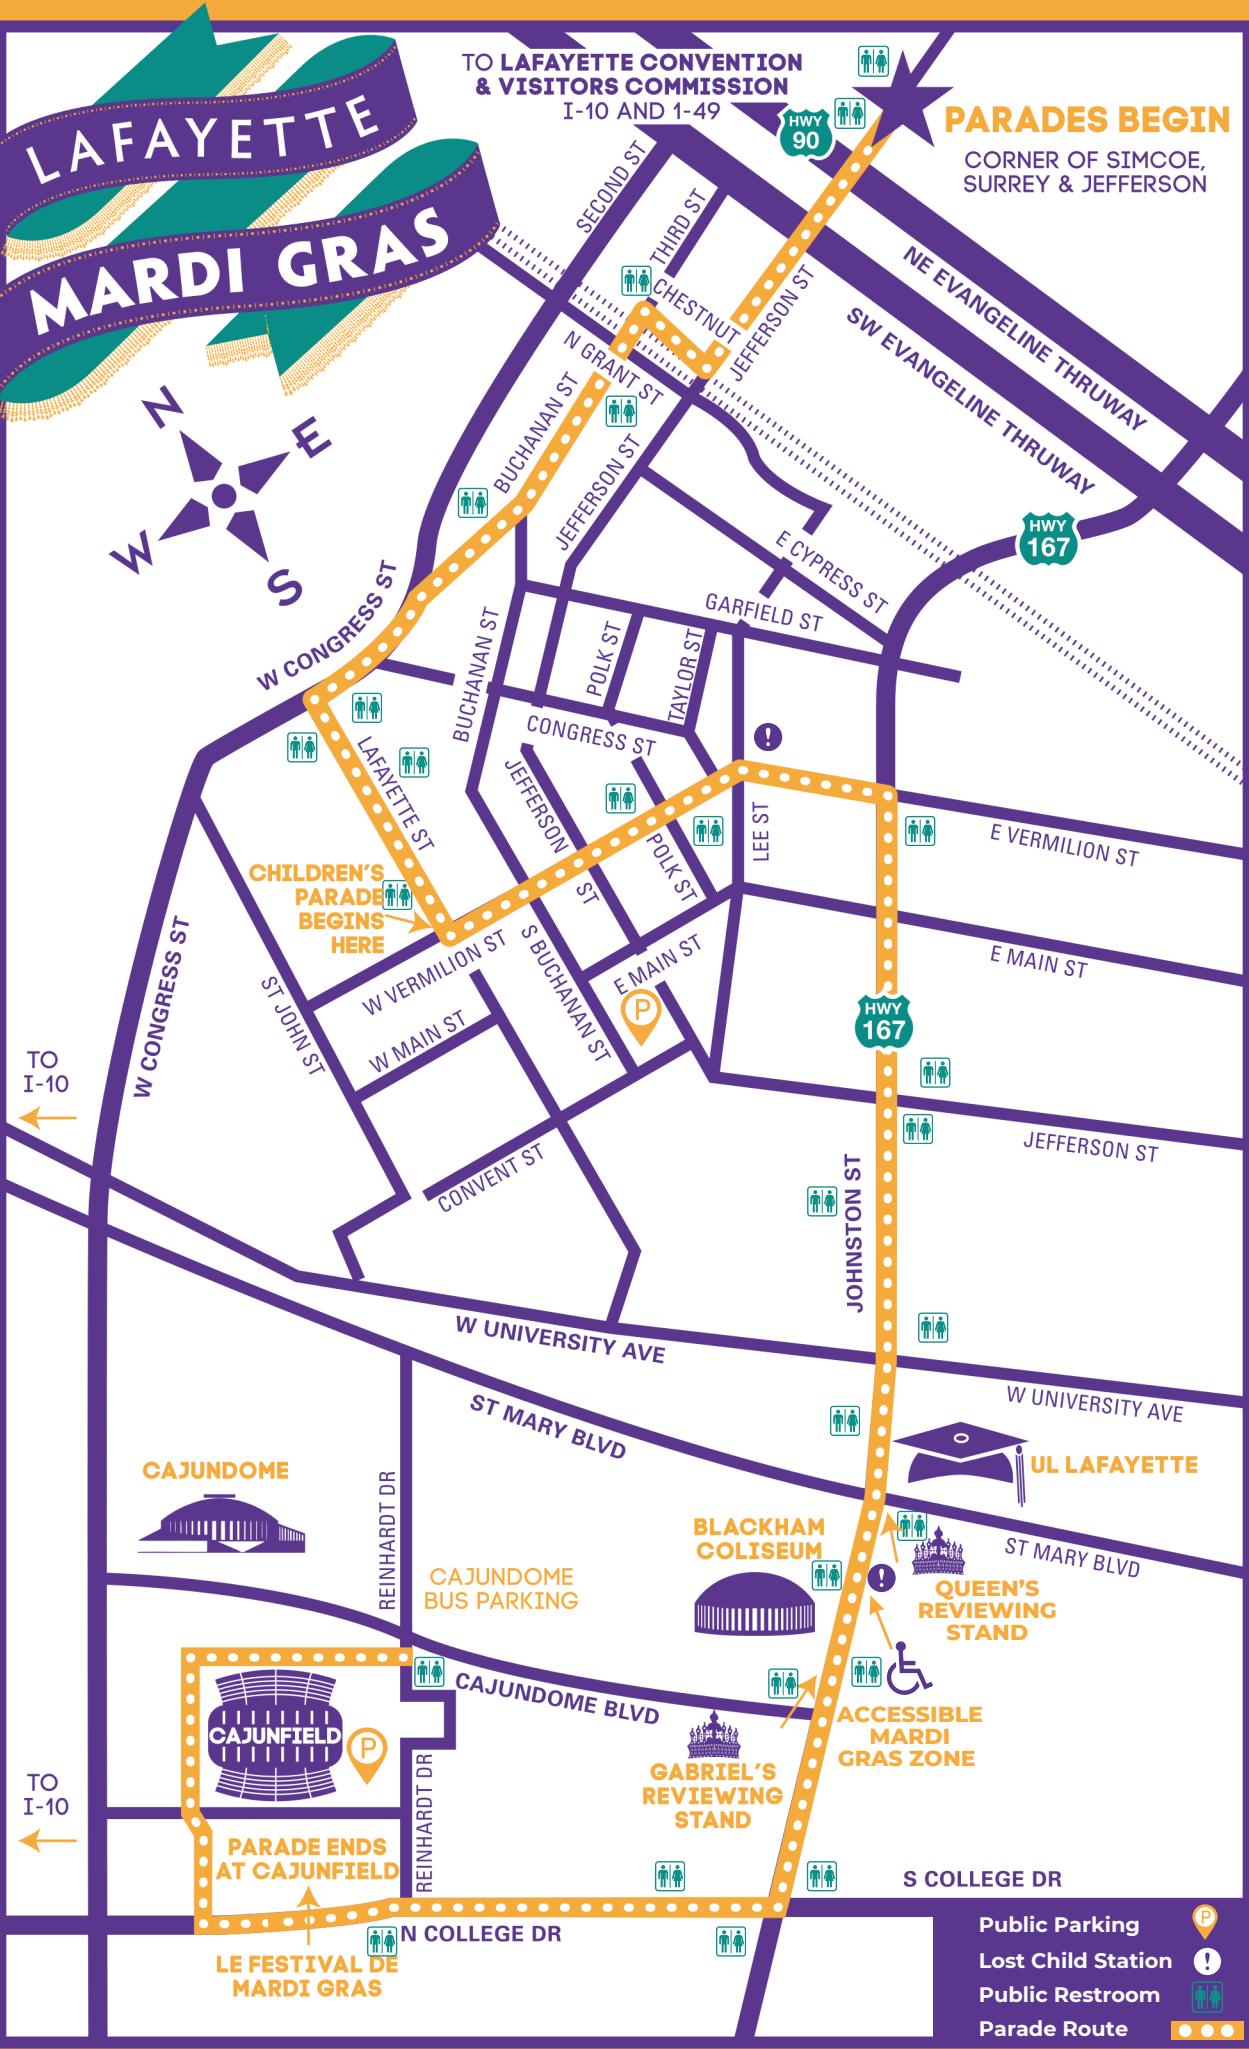 LAFAYETTE
MARDI GRAS
TO LAFAYETTE CONVENTION
& VISITORS COMMISSION
I-10 AND 1-49
HWY
90
PARADES BEGIN
CORNER OF SIMCOE,
SURREY & JEFFERSON
SECOND ST
THIRD ST
CHESTNUT
JEFFERSON ST
N GRANT ST
NE EVANGELINE THRUWAY
SW EVANGELINE THRUWAY
N
E
W
S
BUCHANAN ST
JEFFERSON ST
HWY
167
E CYPRESS ST
W CONGRESS ST
GARFIELD ST
BUCHANAN ST
POLK ST
TAYLOR ST
CONGRESS ST
!
LAFAYETTE ST
JEFFERSON
ST
POLK ST
LEE ST
E VERMILION ST
CHILDREN'S
PARADE
BEGINS
HERE
W VERMILION ST
S BUCHANAN ST
E MAIN ST
E MAIN ST
P
W CONGRESS ST
ST JOHN ST
W MAIN ST
HWY
167
TO
I-10
CONVENT ST
JEFFERSON ST
JOHNSTON ST
W UNIVERSITY AVE
W UNIVERSITY AVE
ST MARY BLVD
UL LAFAYETTE
CAJUNDOME
REINHARDT DR
BLACKHAM
COLISEUM
ST MARY BLVD
CAJUNDOME
BUS PARKING
!
QUEEN'S
REVIEWING
STAND
CAJUNDOME BLVD
ACCESSIBLE
MARDI
GRAS ZONE
CAJUNFIELD
P
GABRIEL'S
REVIEWING
STAND
TO
I-10
REINHARDT DR
PARADE ENDS
AT CAJUNFIELD
S COLLEGE DR
N COLLEGE DR
LE FESTIVAL DE
MARDI GRAS
Public Parking P
Lost Child Station !
Public Restroom
Parade Route